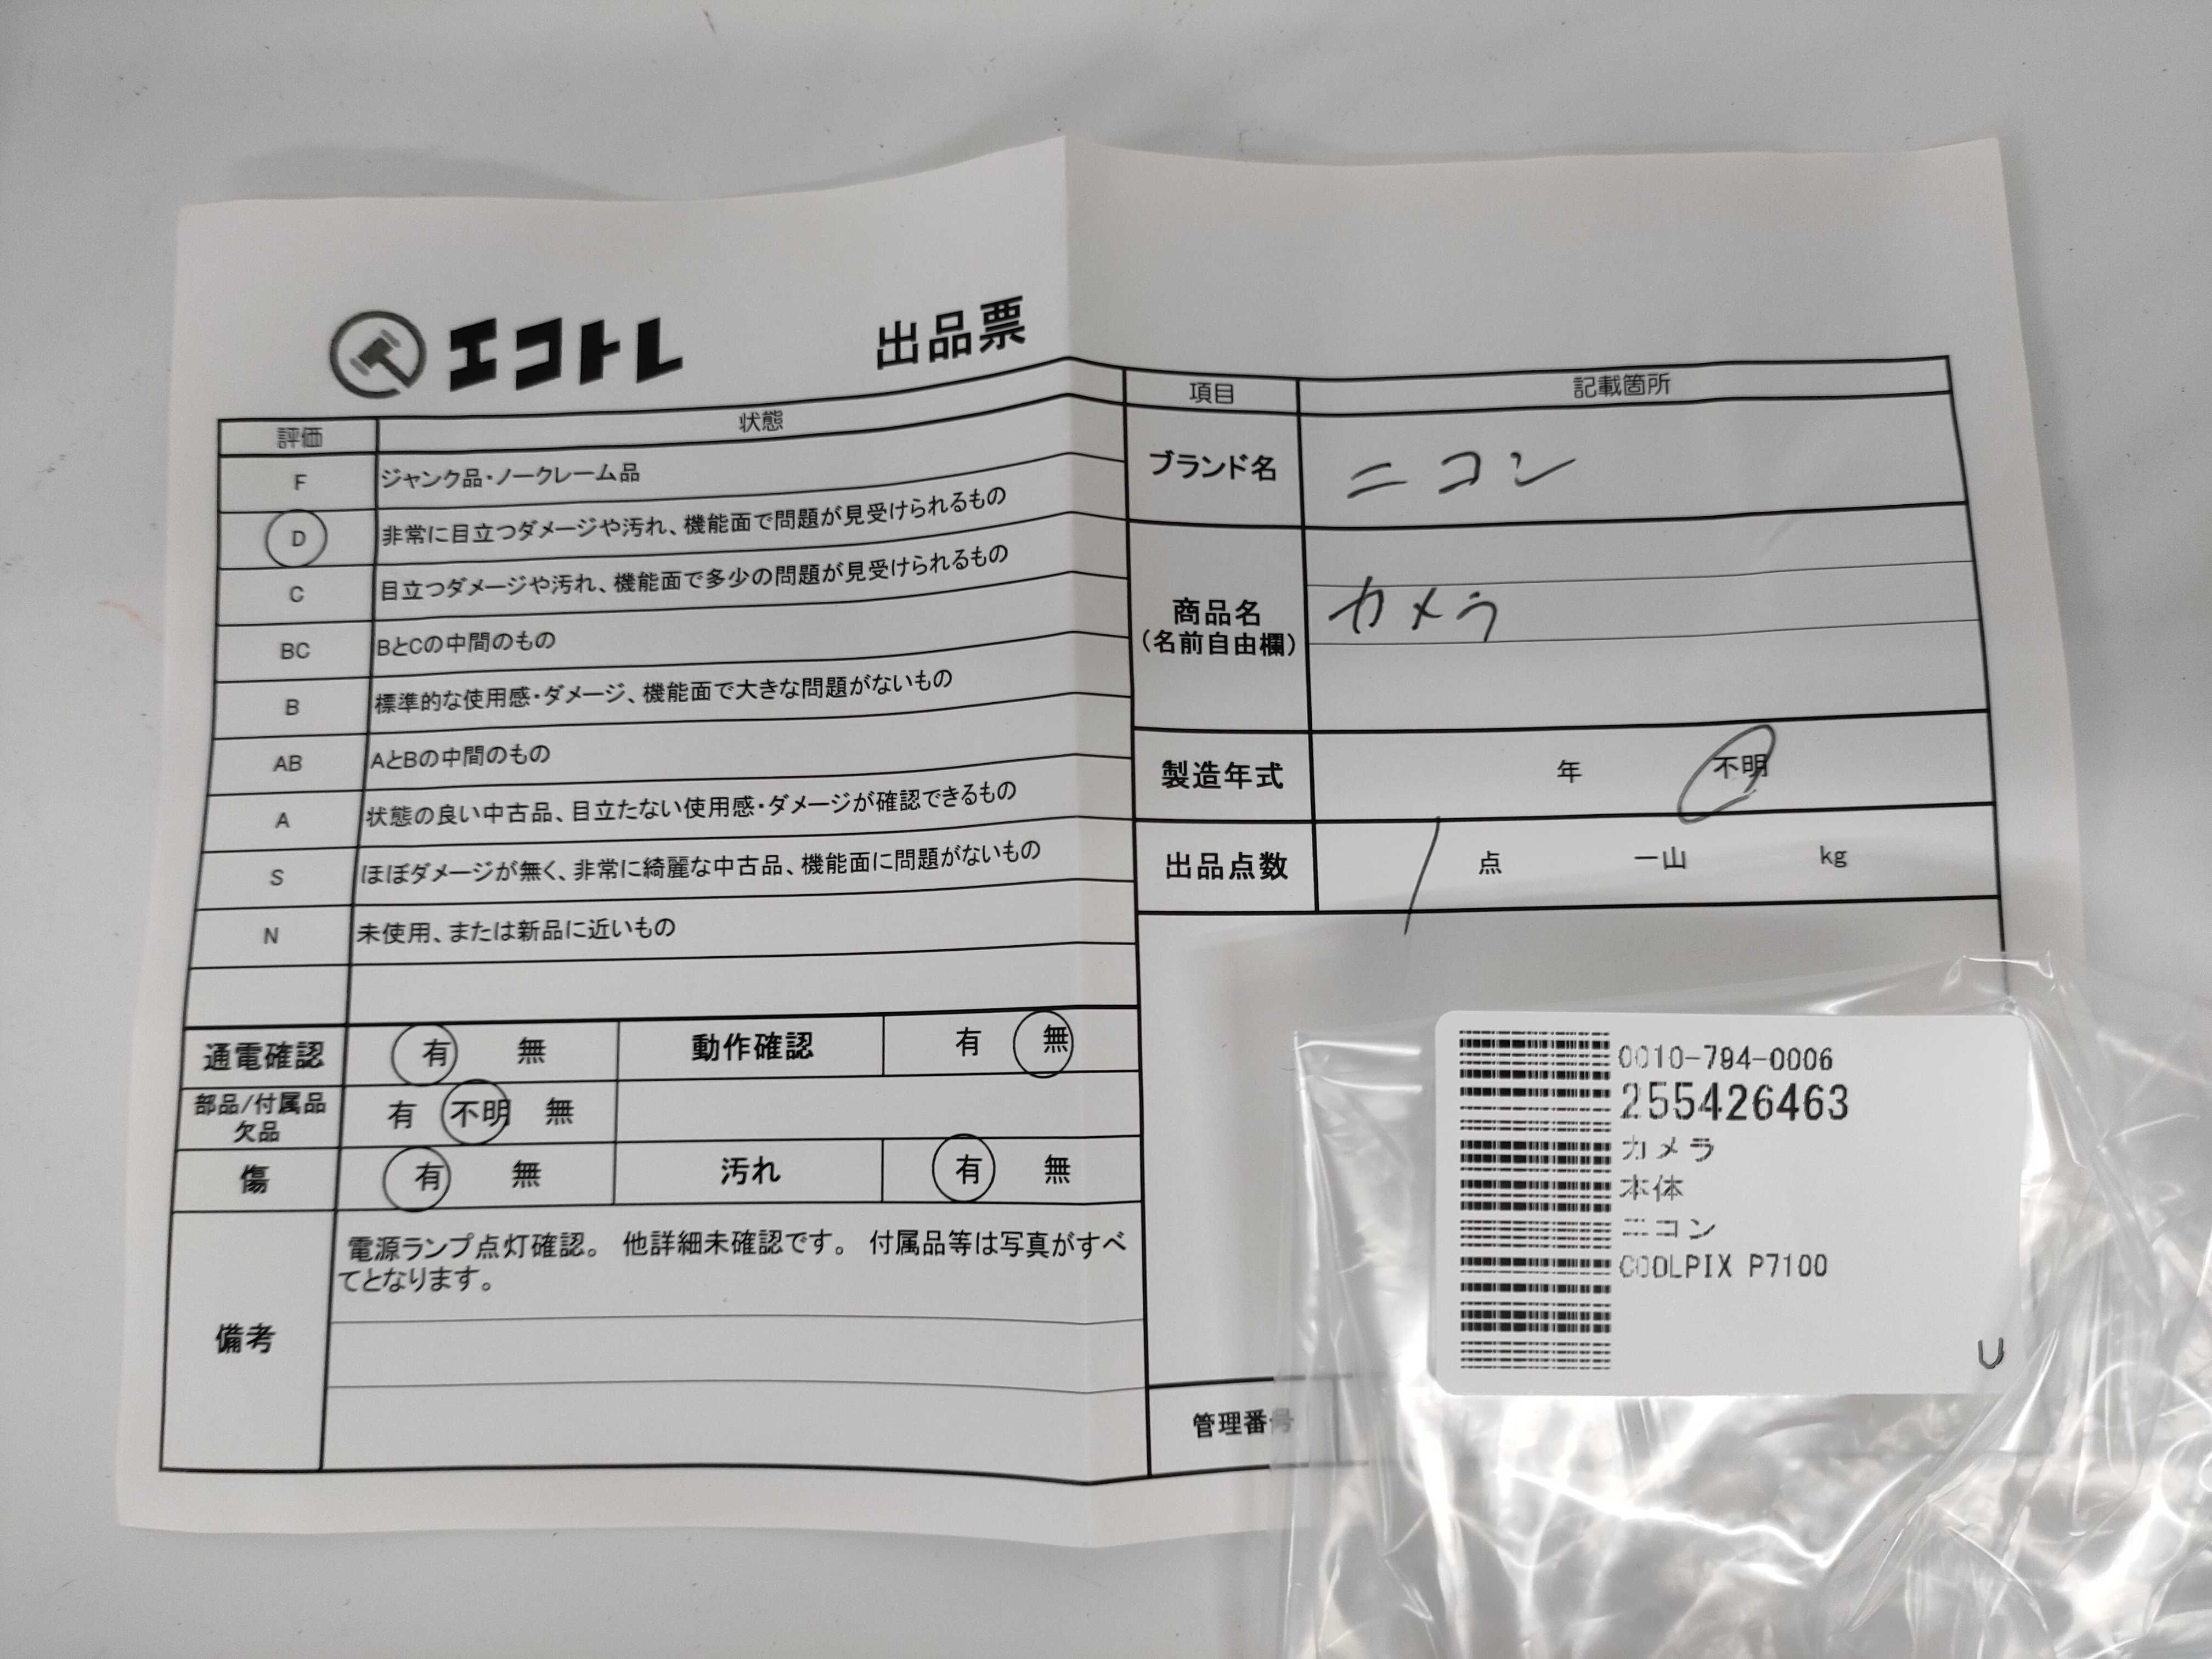 エコトレ 出品票
評価 状態
F ジャンク品・ノークレーム品
D 非常に目立つダメージや汚れ、機能面で問題が見受けられるもの
C 目立つダメージや汚れ、機能面で多少の問題が見受けられるもの
BC BとCの中間のもの
B 標準的な使用感・ダメージ、機能面で大きな問題がないもの
AB AとBの中間のもの
A 状態の良い中古品、目立たない使用感・ダメージが確認できるもの
S ほぼダメージが無く、非常に綺麗な中古品、機能面に問題がないもの
N 未使用、または新品に近いもの
通電確認 有 無 動作確認 有 無
部品/付属品
欠品 有 不明 無
傷 有 無 汚れ 有 無
備考
電源ランプ点灯確認。 他詳細未確認です。 付属品等は写真がすべ
てとなります。
項目 記載箇所
ブランド名 ニコン
商品名
(名前自由欄) カメラ
製造年式 年 不明
出品点数 1 点 一山 kg
管理番号
0010-794-0006
255426463
カメラ
本体
ニコン
COOLPIX P7100
U